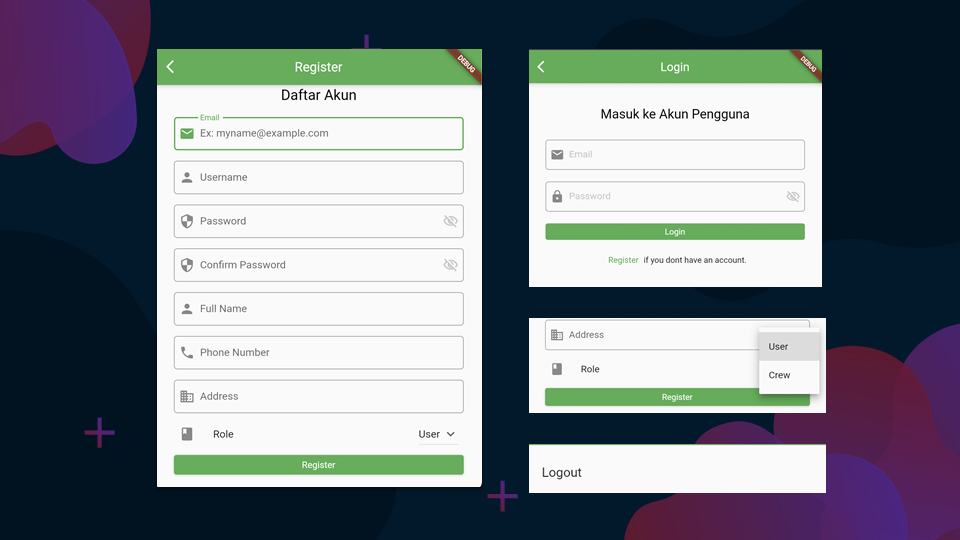 Register
DEBUG
Daftar Akun
Email
Ex: myname@example.com
Username
Password
Confirm Password
Full Name
Phone Number
Address
Role User
Register
Login
DEBUG
Masuk ke Akun Pengguna
Email
Password
Login
Register if you dont have an account.
Address
User
Role
Crew
Register
Logout